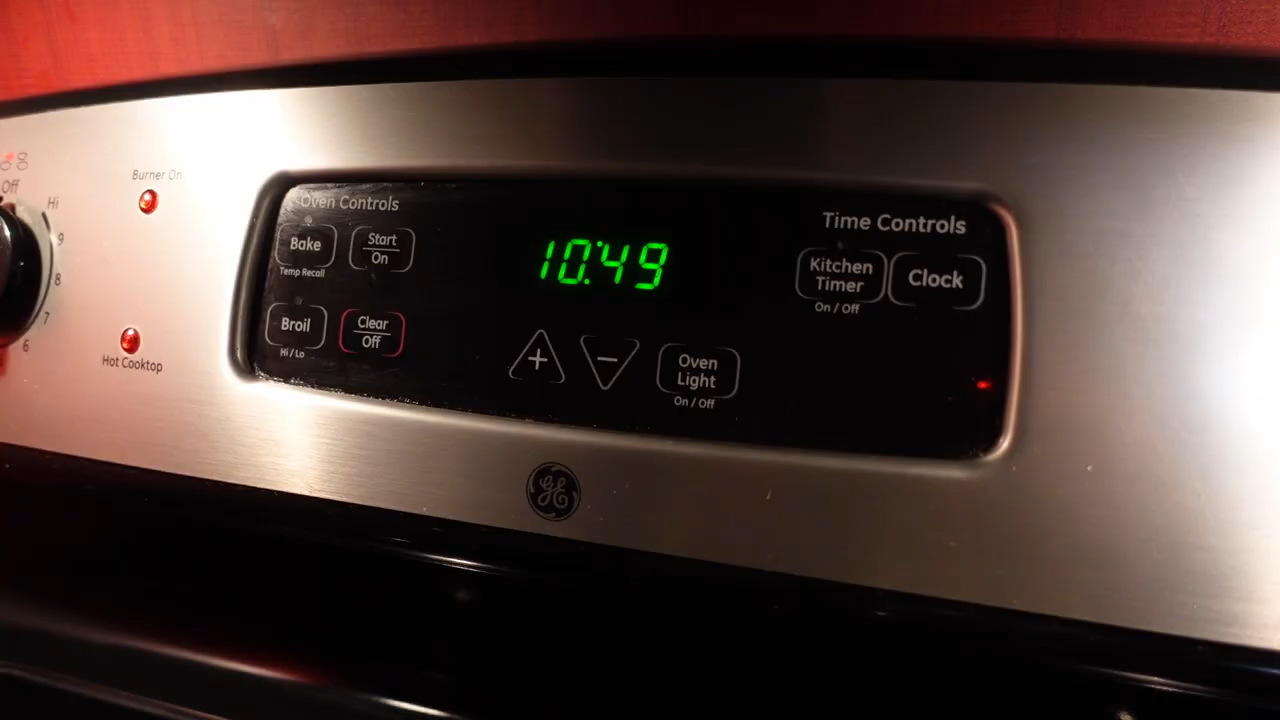 Burner On
Off
Hi
9
8
7
6
Hot Cooktop
Oven Controls
Bake
Temp Recall
Start
On
Broil
Hi / Lo
Clear
Off
10:49
+
−
Oven
Light
On / Off
Time Controls
Kitchen
Timer
On / Off
Clock
GE